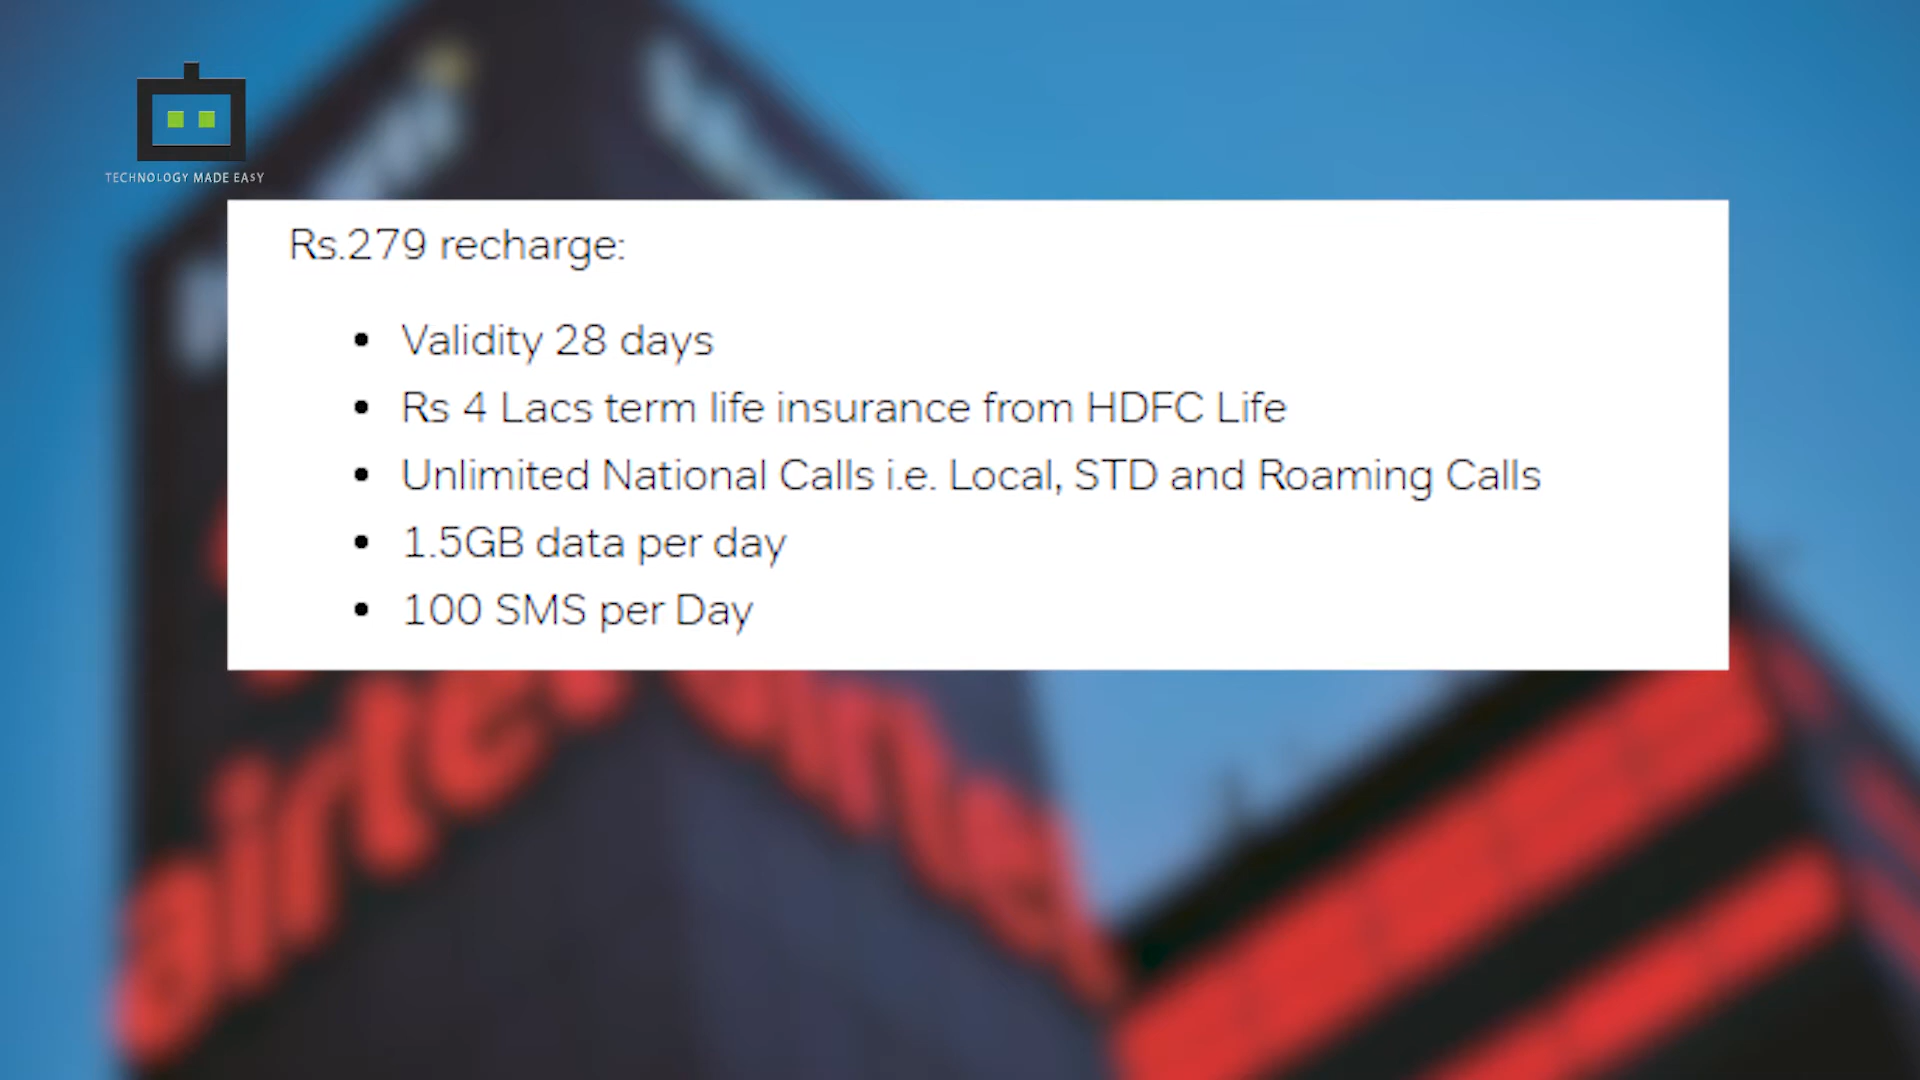 TECHNOLOGY MADE EASY
Rs.279 recharge:
• Validity 28 days
• Rs 4 Lacs term life insurance from HDFC Life
• Unlimited National Calls i.e. Local, STD and Roaming Calls
• 1.5GB data per day
• 100 SMS per Day
airtel